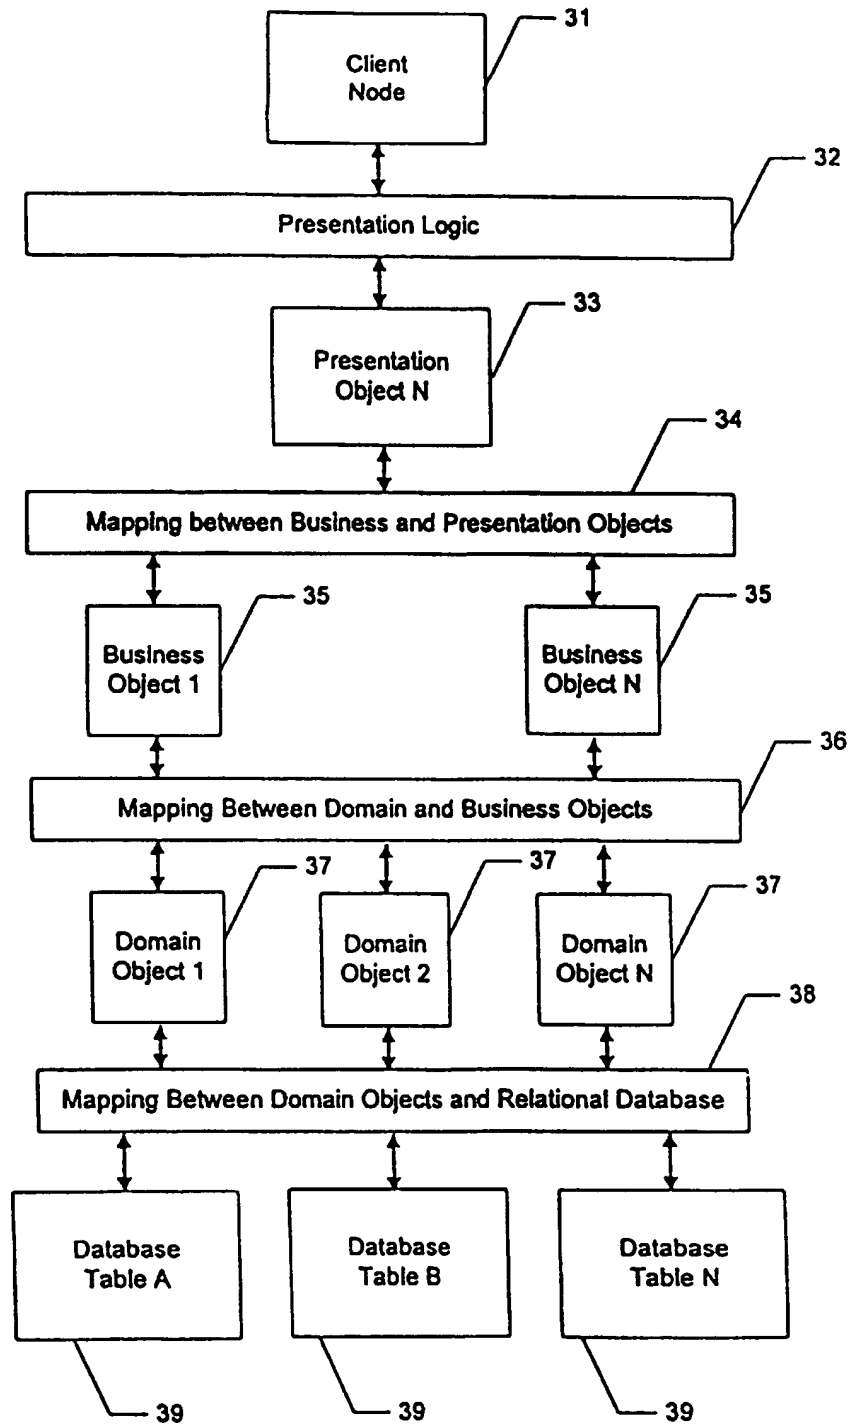 31
Client
Node
32
Presentation Logic
33
Presentation
Object N
34
Mapping between Business and Presentation Objects
35
35
Business
Object 1
Business
Object N
36
Mapping Between Domain and Business Objects
37
37
37
Domain
Object 1
Domain
Object 2
Domain
Object N
38
Mapping Between Domain Objects and Relational Database
Database
Table A
Database
Table B
Database
Table N
39
39
39